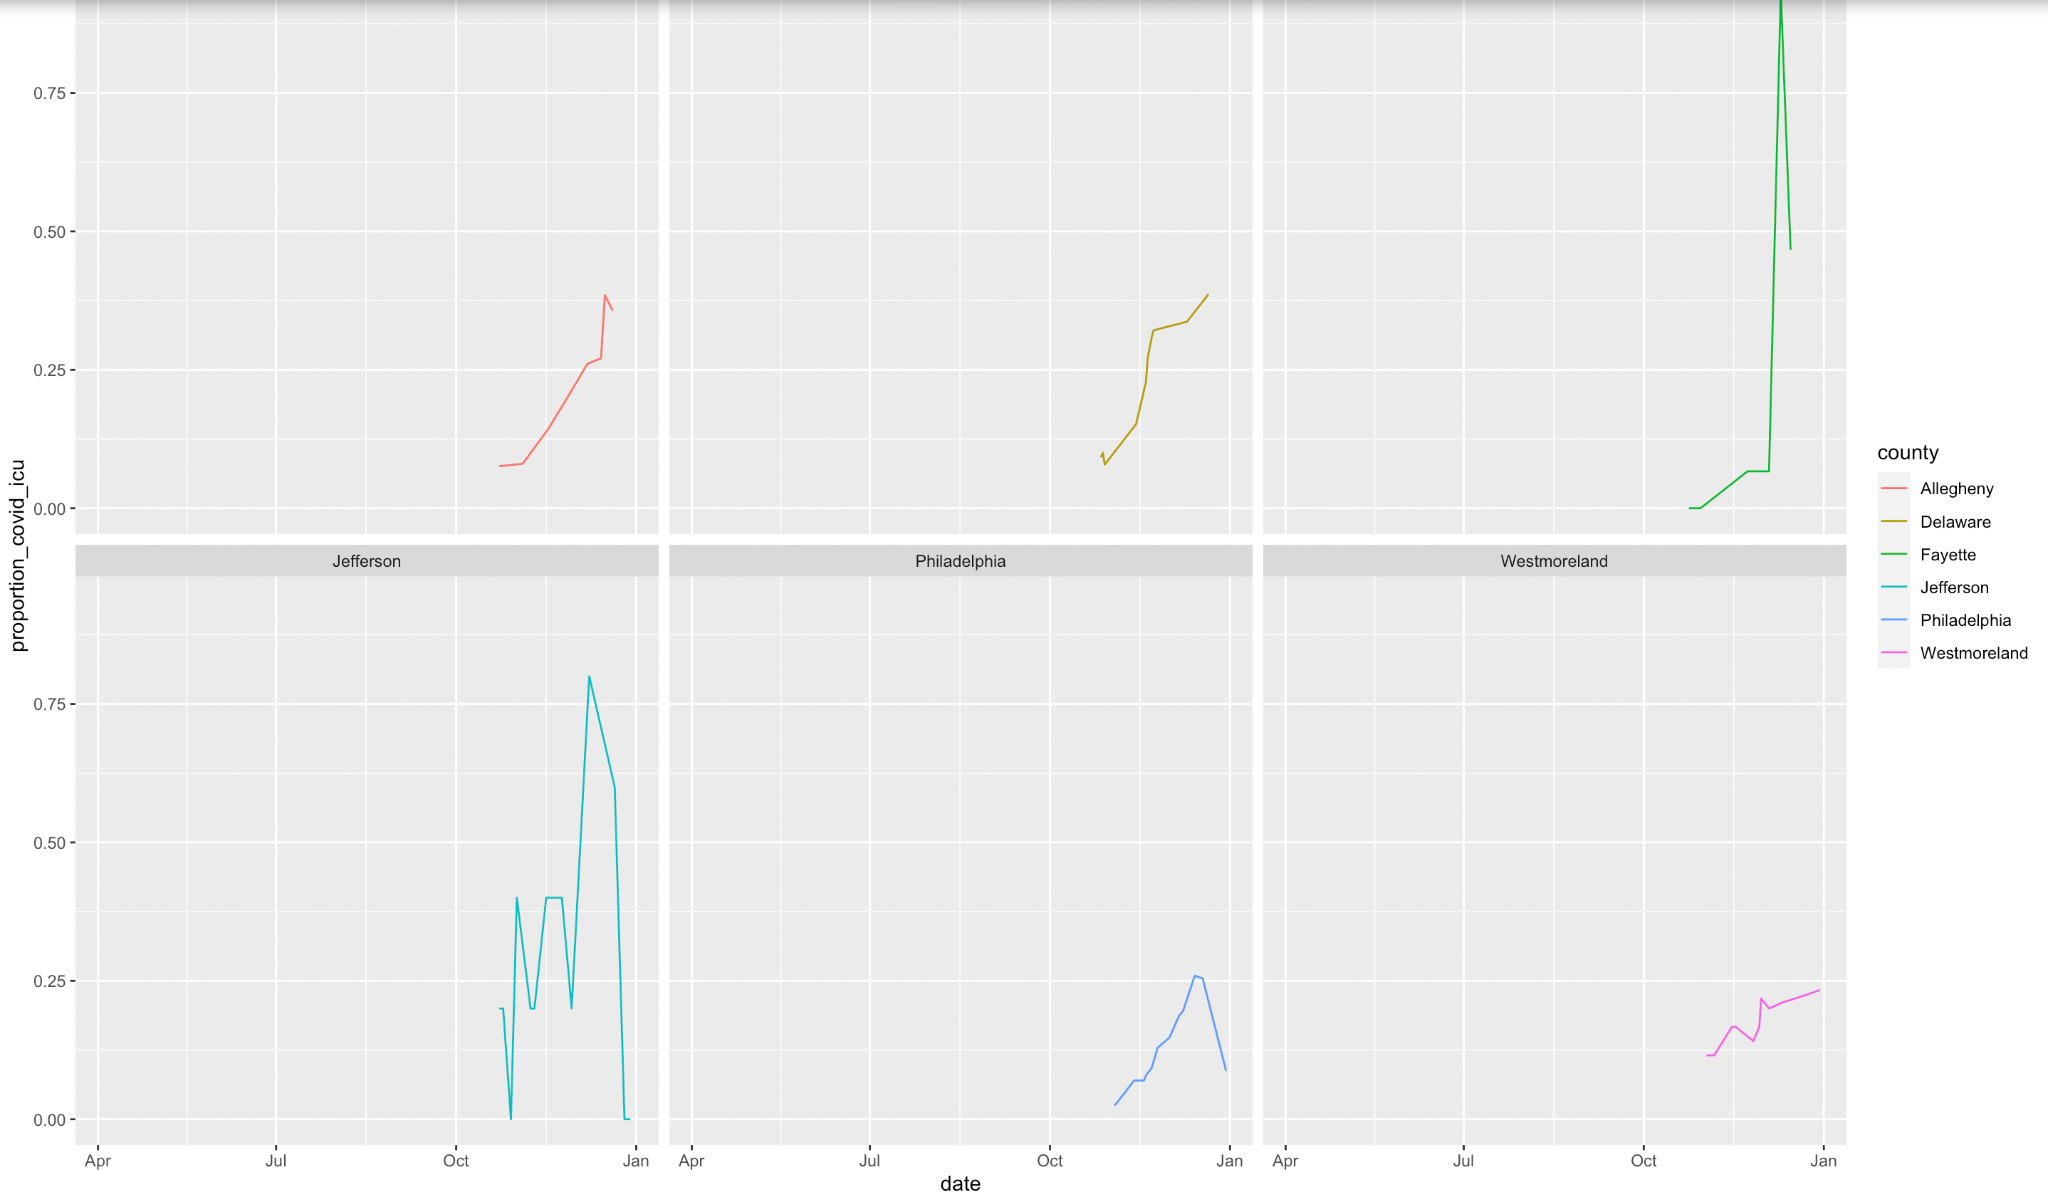 0.75
0.50
0.25
0.00
proportion_covid_icu
Jefferson
Philadelphia
Westmoreland
0.75
0.50
0.25
0.00
Apr Jul Oct Jan
Apr Jul Oct Jan
Apr Jul Oct Jan
date
county
Allegheny
Delaware
Fayette
Jefferson
Philadelphia
Westmoreland